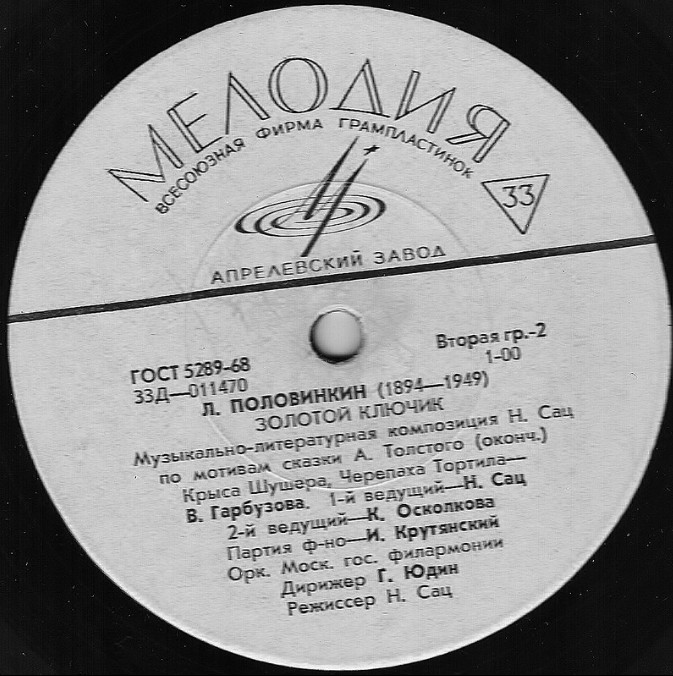 МЕЛОДИЯ
ВСЕСОЮЗНАЯ ФИРМА ГРАМПЛАСТИНОК
33
АПРЕЛЕВСКИЙ ЗАВОД
ГОСТ 5289-68
Вторая гр.-2
33Д—011470
1-00
Л. ПОЛОВИНКИН (1894—1949)
ЗОЛОТОЙ КЛЮЧИК
Музыкально-литературная композиция Н. Сац
по мотивам сказки А. Толстого (оконч.)
Крыса Шушера, Черепаха Тортила—
В. Гарбузова. 1-й ведущий—Н. Сац
2-й ведущий—К. Осколкова
Партия ф-но—И. Крутянский
Орк. Моск. гос. филармонии
Дирижер Г. Юдин
Режиссер Н. Сац